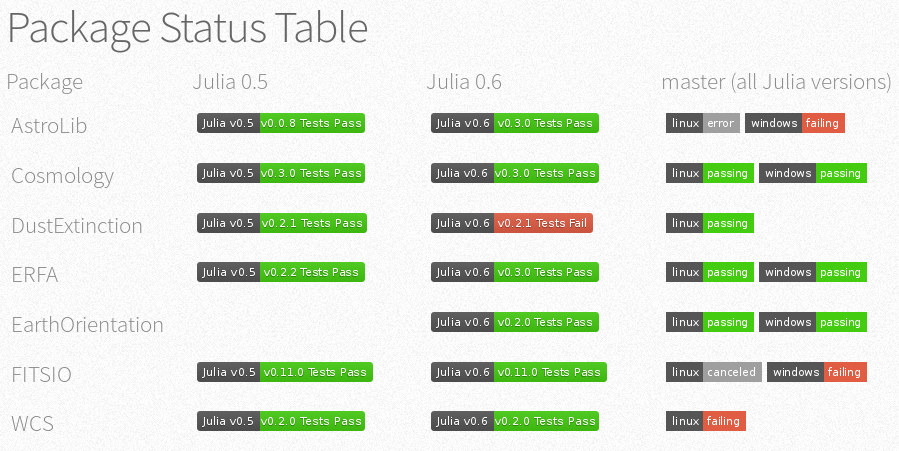 Package Status Table
Package Julia 0.5 Julia 0.6 master (all Julia versions)
AstroLib Julia v0.5 v0.0.8 Tests Pass Julia v0.6 v0.3.0 Tests Pass linux error windows failing
Cosmology Julia v0.5 v0.3.0 Tests Pass Julia v0.6 v0.3.0 Tests Pass linux passing windows passing
DustExtinction Julia v0.5 v0.2.1 Tests Pass Julia v0.6 v0.2.1 Tests Fail linux passing
ERFA Julia v0.5 v0.2.2 Tests Pass Julia v0.6 v0.3.0 Tests Pass linux passing windows passing
EarthOrientation Julia v0.6 v0.2.0 Tests Pass linux passing windows passing
FITSIO Julia v0.5 v0.11.0 Tests Pass Julia v0.6 v0.11.0 Tests Pass linux canceled windows failing
WCS Julia v0.5 v0.2.0 Tests Pass Julia v0.6 v0.2.0 Tests Pass linux failing